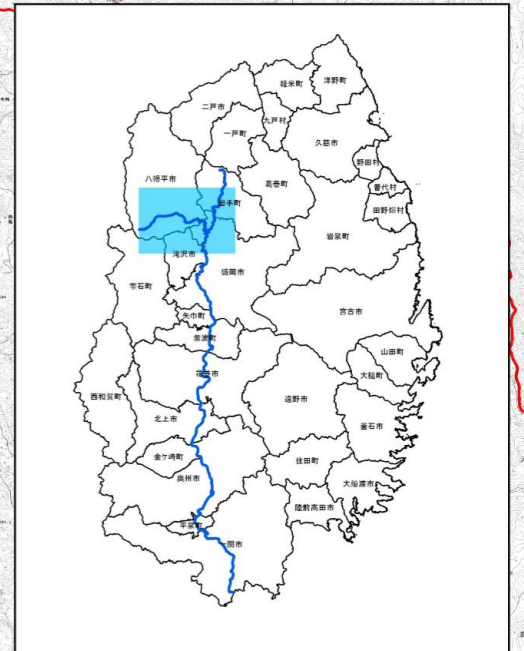 軽米町
洋野町
二戸市
九戸村
一戸町
久慈市
野田村
八幡平市
葛巻町
普代村
岩手町
田野畑村
岩泉町
滝沢市
盛岡市
雫石町
宮古市
矢巾町
紫波町
山田町
大槌町
花巻市
西和賀町
遠野市
北上市
釜石市
金ケ崎町
住田町
奥州市
大船渡市
陸前高田市
平泉町
一関市